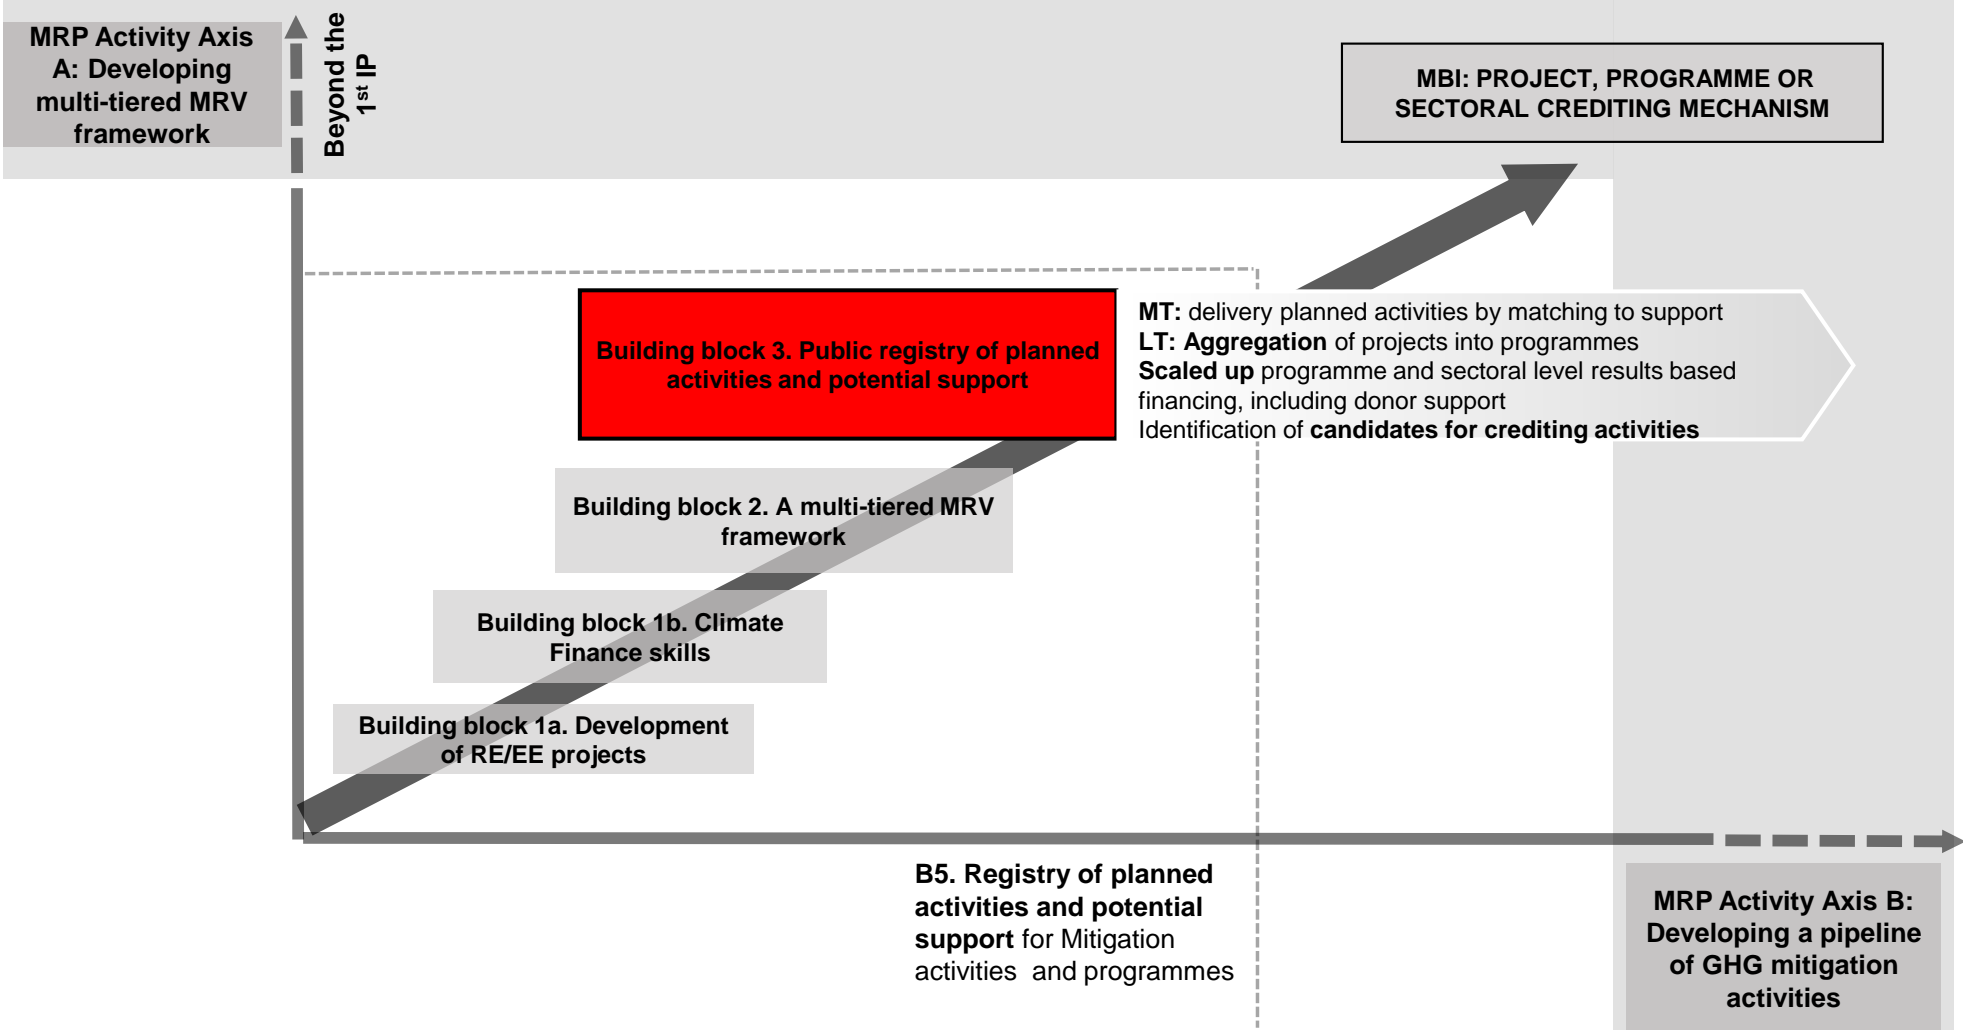 MRP Activity Axis
A: Developing
multi-tiered MRV
framework
Beyond the
1st IP
MBI: PROJECT, PROGRAMME OR
SECTORAL CREDITING MECHANISM
Building block 3. Public registry of planned
activities and potential support
MT: delivery planned activities by matching to support
LT: Aggregation of projects into programmes
Scaled up programme and sectoral level results based
financing, including donor support
Identification of candidates for crediting activities
Building block 2. A multi-tiered MRV
framework
Building block 1b. Climate
Finance skills
Building block 1a. Development
of RE/EE projects
B5. Registry of planned
activities and potential
support for Mitigation
activities and programmes
MRP Activity Axis B:
Developing a pipeline
of GHG mitigation
activities